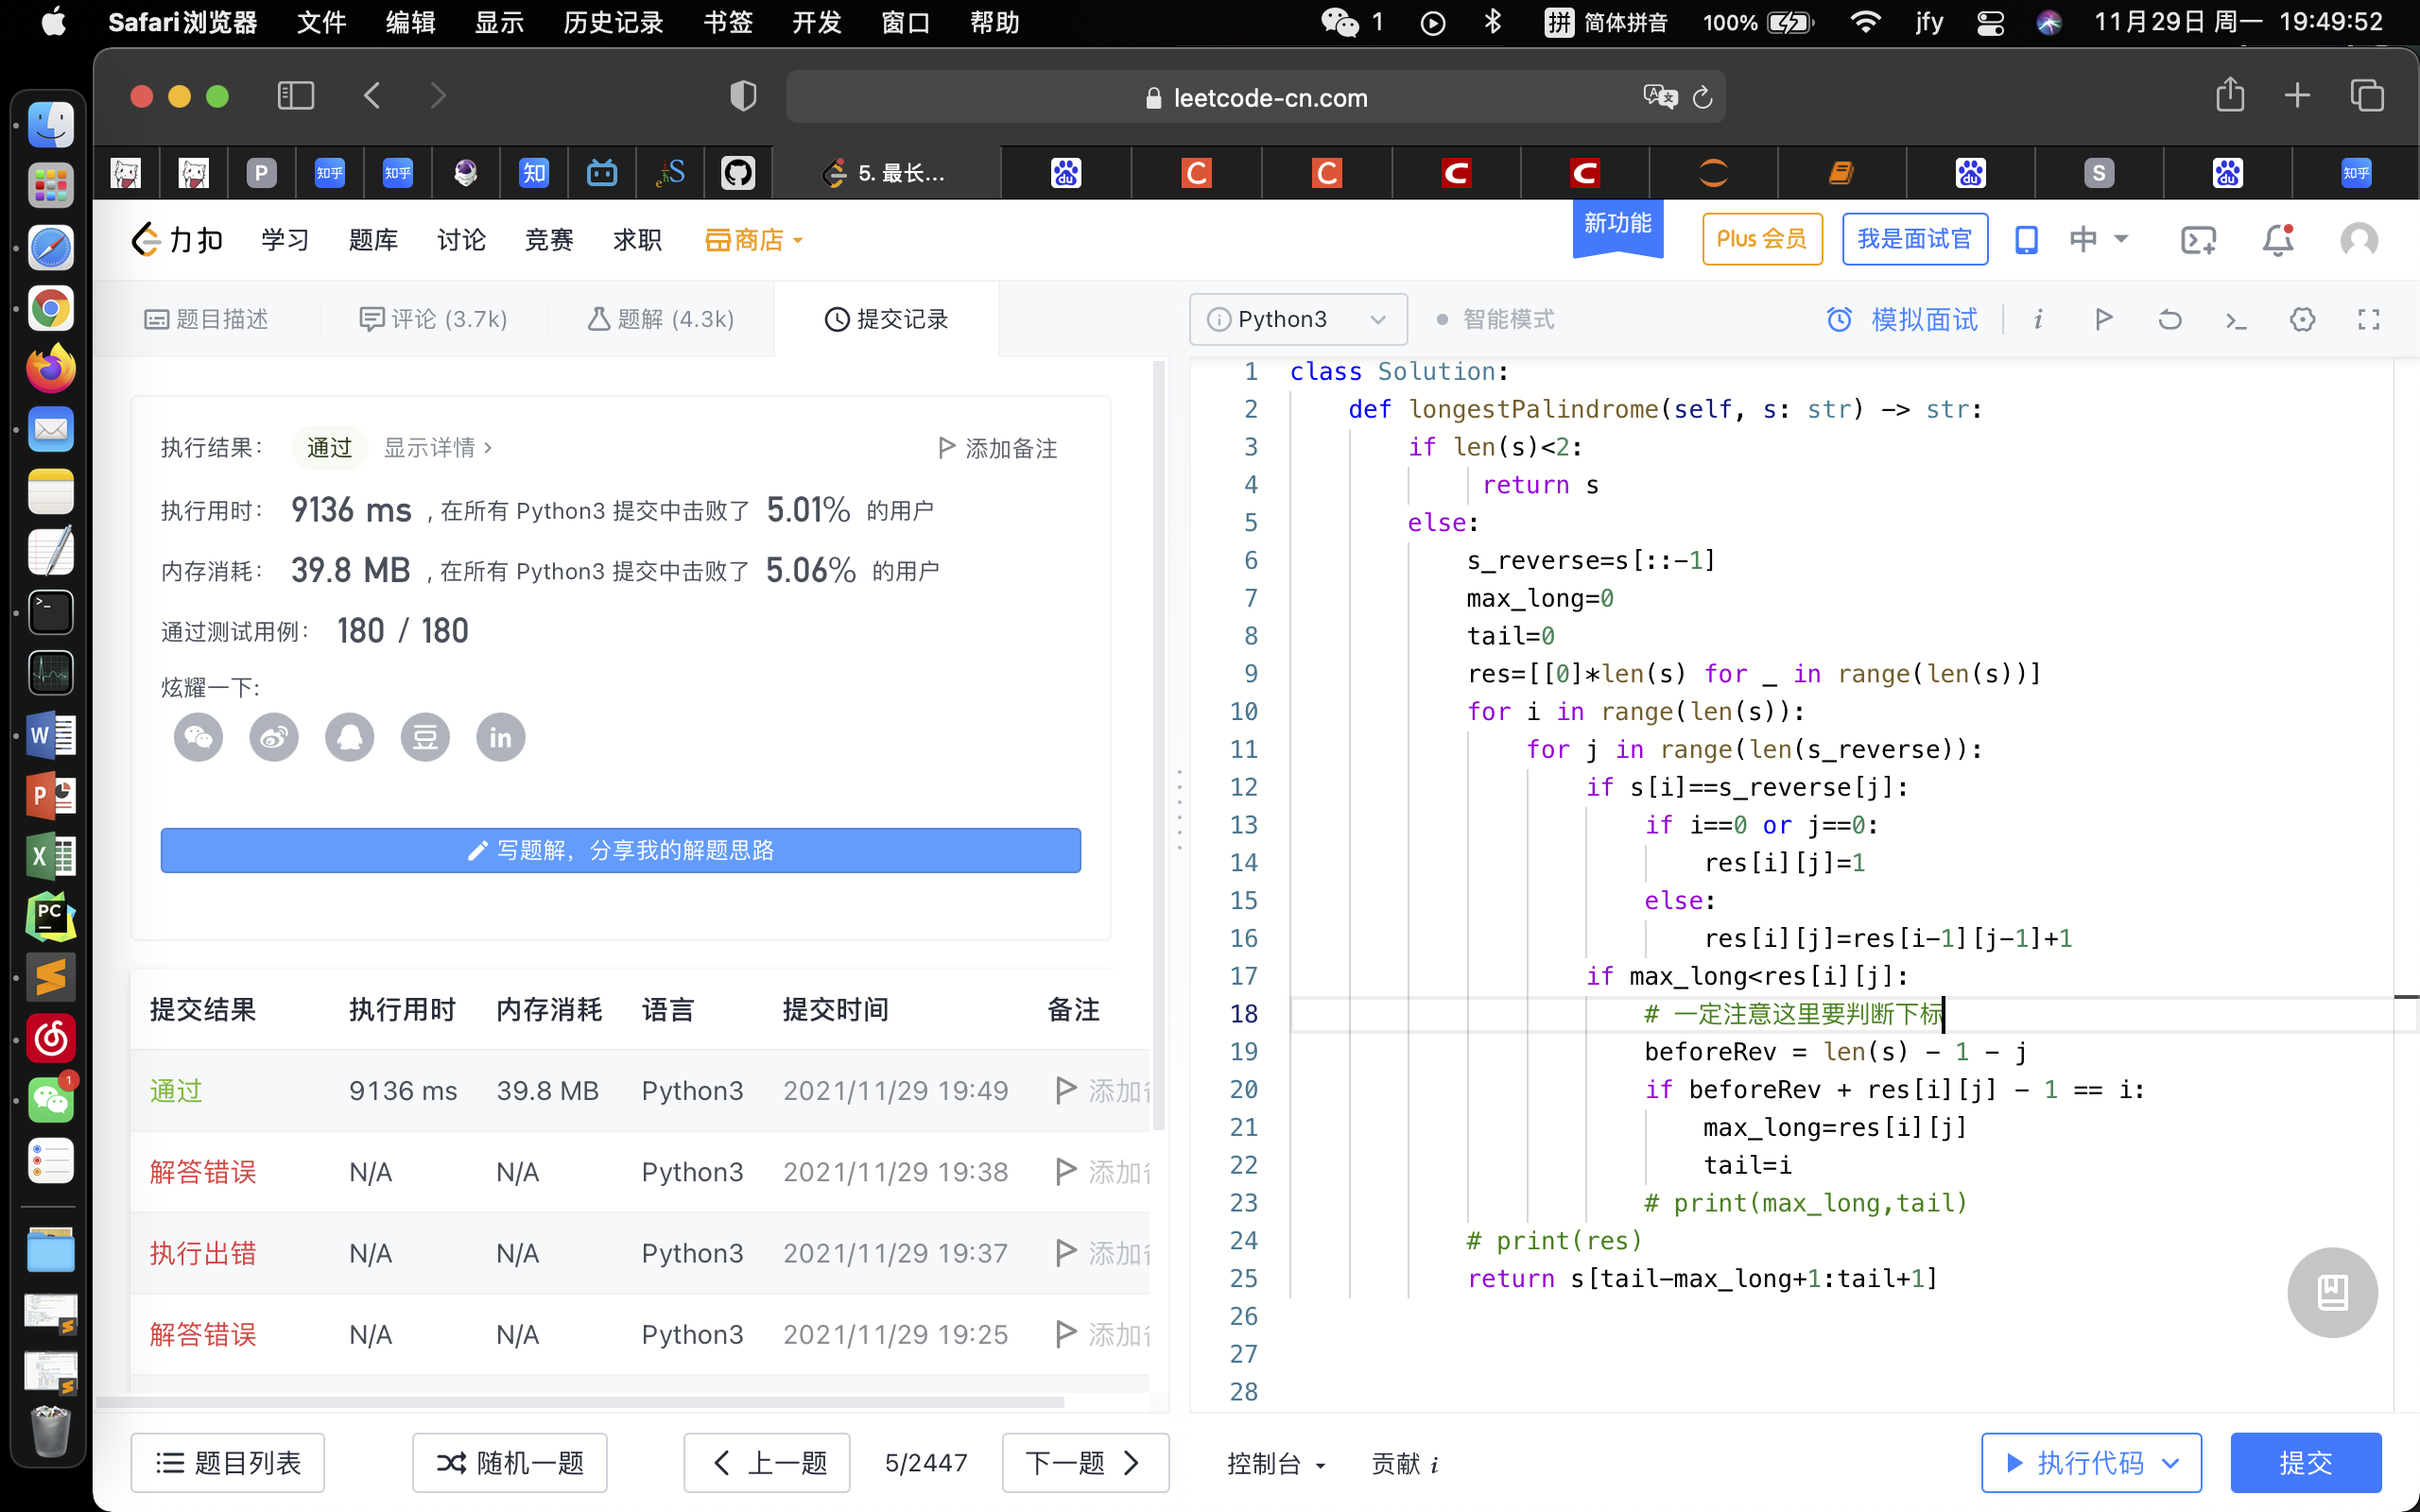 Safari浏览器 文件 编辑 显示 历史记录 书签 开发 窗口 帮助 1 拼 简体拼音 100% jfy 11月29日 周一 19:49:52
leetcode-cn.com
P 知乎 知乎 知 5. 最长... du C C C C du S du 知乎
力扣 学习 题库 讨论 竞赛 求职 商店 新功能 Plus 会员 我是面试官 中
题目描述 评论 (3.7k) 题解 (4.3k) 提交记录
Python3 智能模式 模拟面试 i
执行结果： 通过 显示详情 › 添加备注
执行用时： 9136 ms , 在所有 Python3 提交中击败了 5.01% 的用户
内存消耗： 39.8 MB , 在所有 Python3 提交中击败了 5.06% 的用户
通过测试用例： 180 / 180
炫耀一下:
豆 in
写题解，分享我的解题思路
提交结果 执行用时 内存消耗 语言 提交时间 备注
通过 9136 ms 39.8 MB Python3 2021/11/29 19:49 添加
解答错误 N/A N/A Python3 2021/11/29 19:38 添加
执行出错 N/A N/A Python3 2021/11/29 19:37 添加
解答错误 N/A N/A Python3 2021/11/29 19:25 添加
1 class Solution:
2 def longestPalindrome(self, s: str) -> str:
3 if len(s)<2:
4 return s
5 else:
6 s_reverse=s[::-1]
7 max_long=0
8 tail=0
9 res=[[0]*len(s) for _ in range(len(s))]
10 for i in range(len(s)):
11 for j in range(len(s_reverse)):
12 if s[i]==s_reverse[j]:
13 if i==0 or j==0:
14 res[i][j]=1
15 else:
16 res[i][j]=res[i-1][j-1]+1
17 if max_long<res[i][j]:
18 # 一定注意这里要判断下标
19 beforeRev = len(s) - 1 - j
20 if beforeRev + res[i][j] - 1 == i:
21 max_long=res[i][j]
22 tail=i
23 # print(max_long,tail)
24 # print(res)
25 return s[tail-max_long+1:tail+1]
26
27
28
题目列表 随机一题 上一题 5/2447 下一题 控制台 贡献 i 执行代码 提交
W
P
X
PC
1